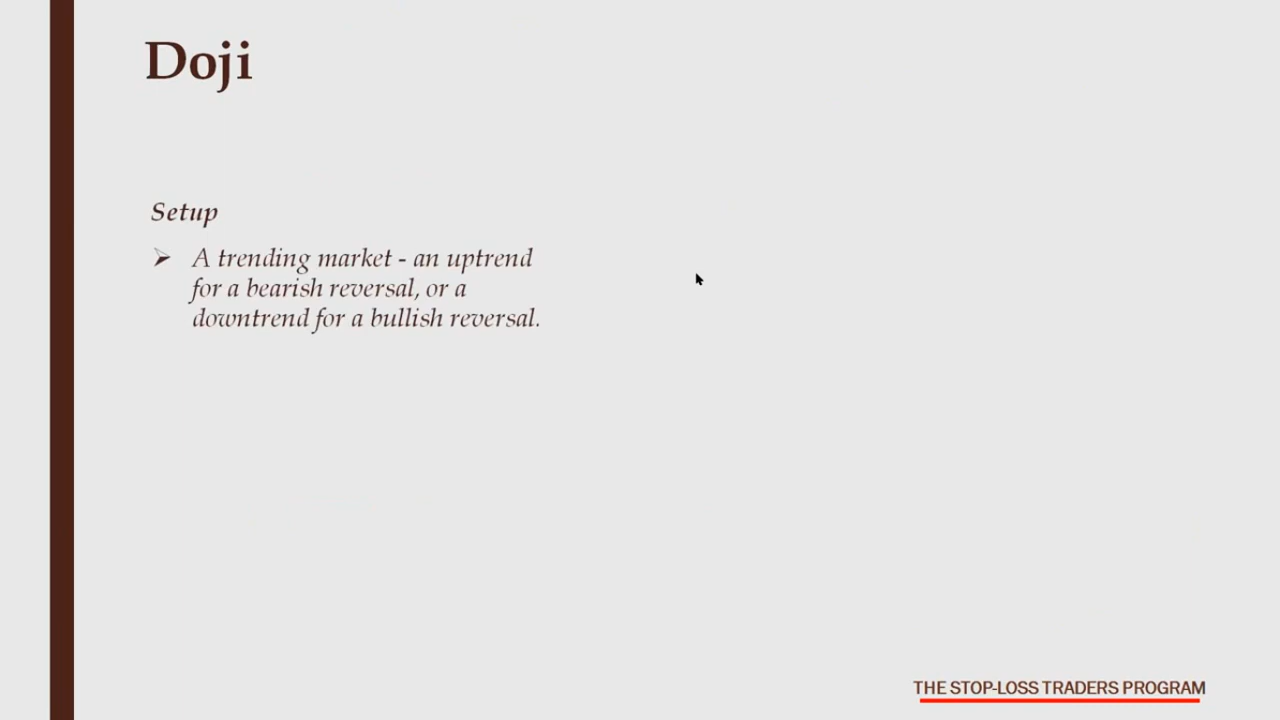 Doji
Setup
A trending market - an uptrend
for a bearish reversal, or a
downtrend for a bullish reversal.
THE STOP-LOSS TRADERS PROGRAM